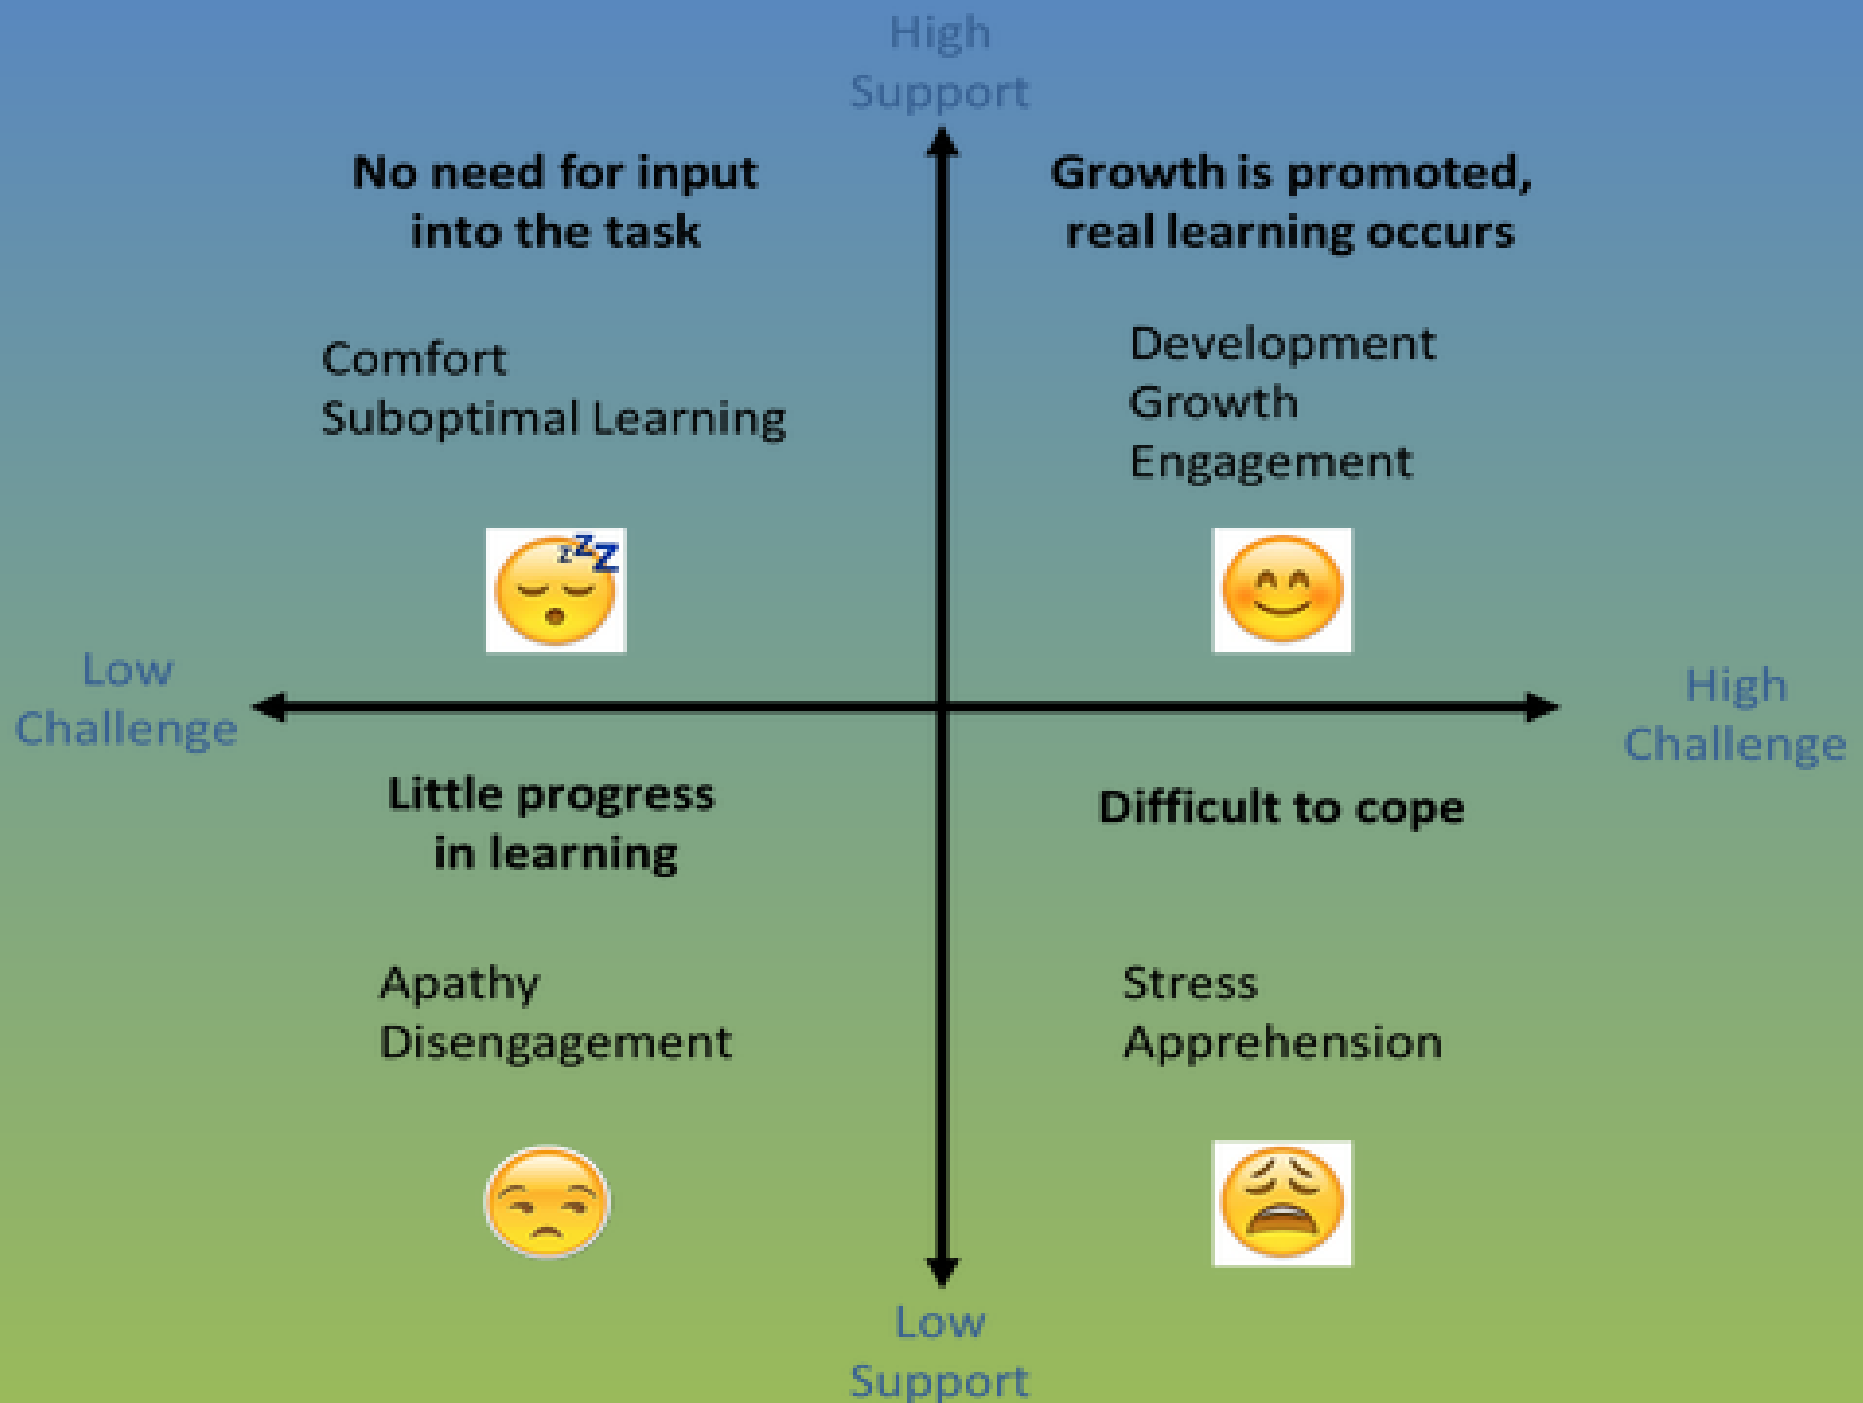 High
Support
No need for input
into the task
Growth is promoted,
real learning occurs
Comfort
Suboptimal Learning
Development
Growth
Engagement
zzZ
Low
Challenge
High
Challenge
Little progress
in learning
Difficult to cope
Apathy
Disengagement
Stress
Apprehension
Low
Support